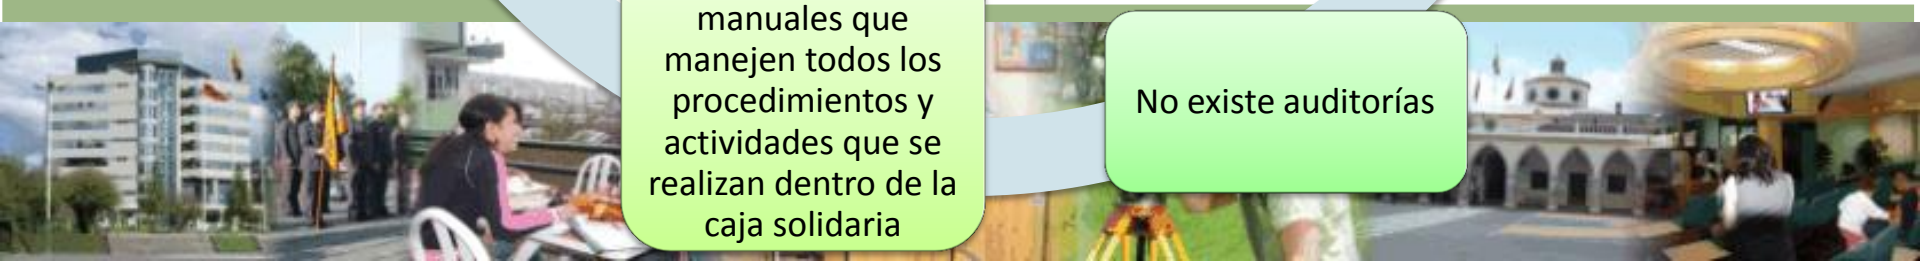 manuales que
manejen todos los
procedimientos y
actividades que se
realizan dentro de la
caja solidaria
No existe auditorías